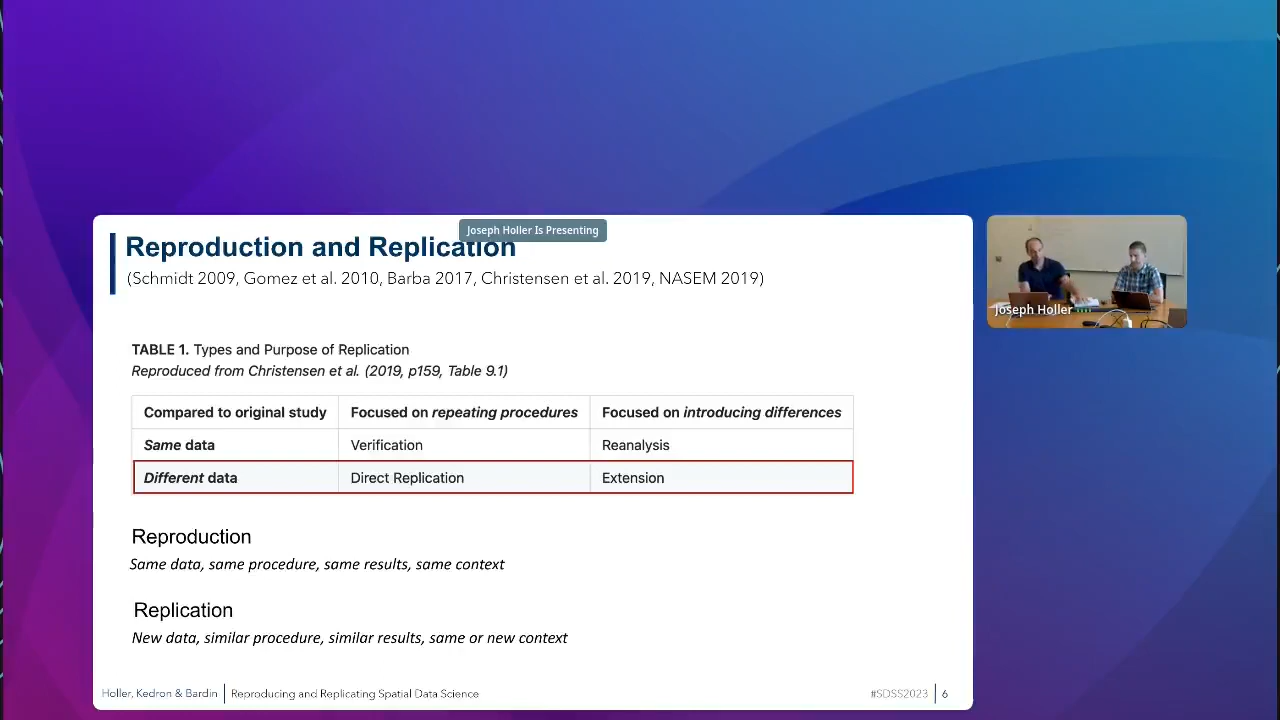 Joseph Holler Is Presenting
Reproduction and Replication
(Schmidt 2009, Gomez et al. 2010, Barba 2017, Christensen et al. 2019, NASEM 2019)
TABLE 1. Types and Purpose of Replication
Reproduced from Christensen et al. (2019, p159, Table 9.1)
Compared to original study Focused on repeating procedures Focused on introducing differences
Same data Verification Reanalysis
Different data Direct Replication Extension
Reproduction
Same data, same procedure, same results, same context
Replication
New data, similar procedure, similar results, same or new context
Holler, Kedron & Bardin Reproducing and Replicating Spatial Data Science #SDSS2023 6
Joseph Holler